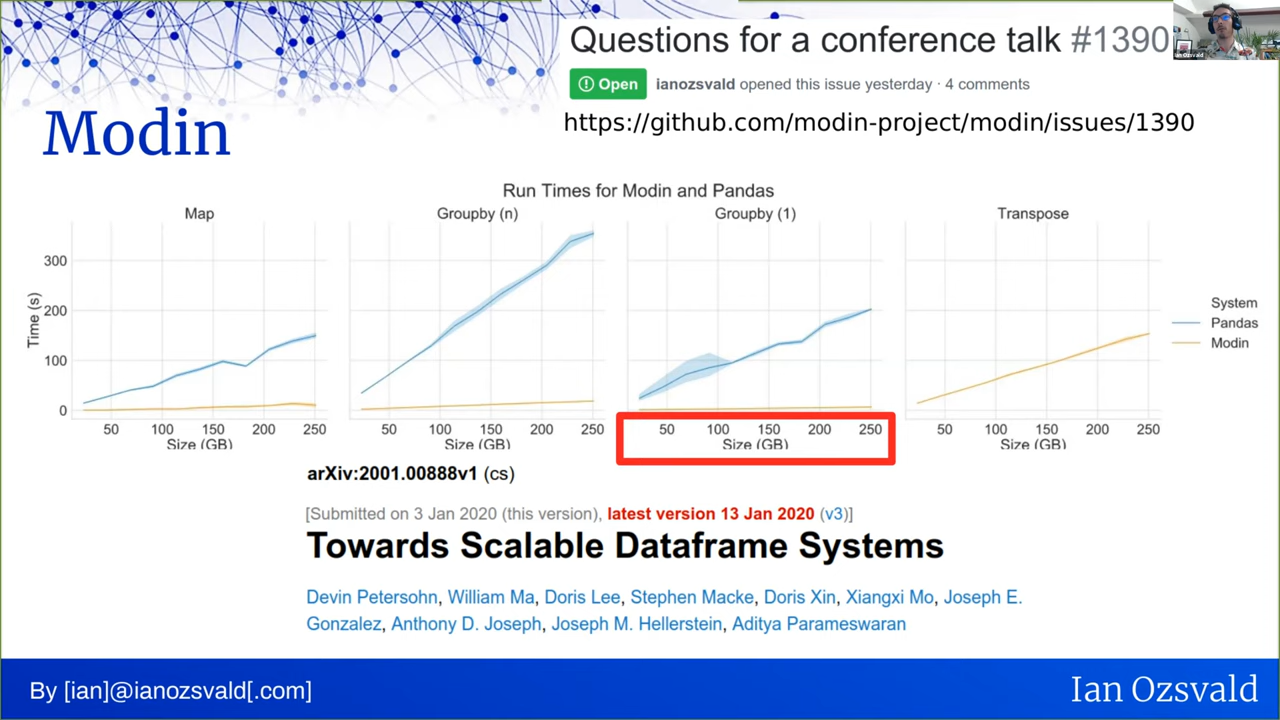 Questions for a conference talk #1390
Open ianozsvald opened this issue yesterday · 4 comments
https://github.com/modin-project/modin/issues/1390
Ian Ozsvald
Modin
Run Times for Modin and Pandas
Map
Groupby (n)
Groupby (1)
Transpose
Time (s)
300
200
100
0
50 100 150 200 250
Size (GB)
50 100 150 200 250
Size (GB)
50 100 150 200 250
Size (GB)
50 100 150 200 250
Size (GB)
System
Pandas
Modin
arXiv:2001.00888v1 (cs)
[Submitted on 3 Jan 2020 (this version), latest version 13 Jan 2020 (v3)]
Towards Scalable Dataframe Systems
Devin Petersohn, William Ma, Doris Lee, Stephen Macke, Doris Xin, Xiangxi Mo, Joseph E.
Gonzalez, Anthony D. Joseph, Joseph M. Hellerstein, Aditya Parameswaran
By [ian]@ianozsvald[.com]
Ian Ozsvald